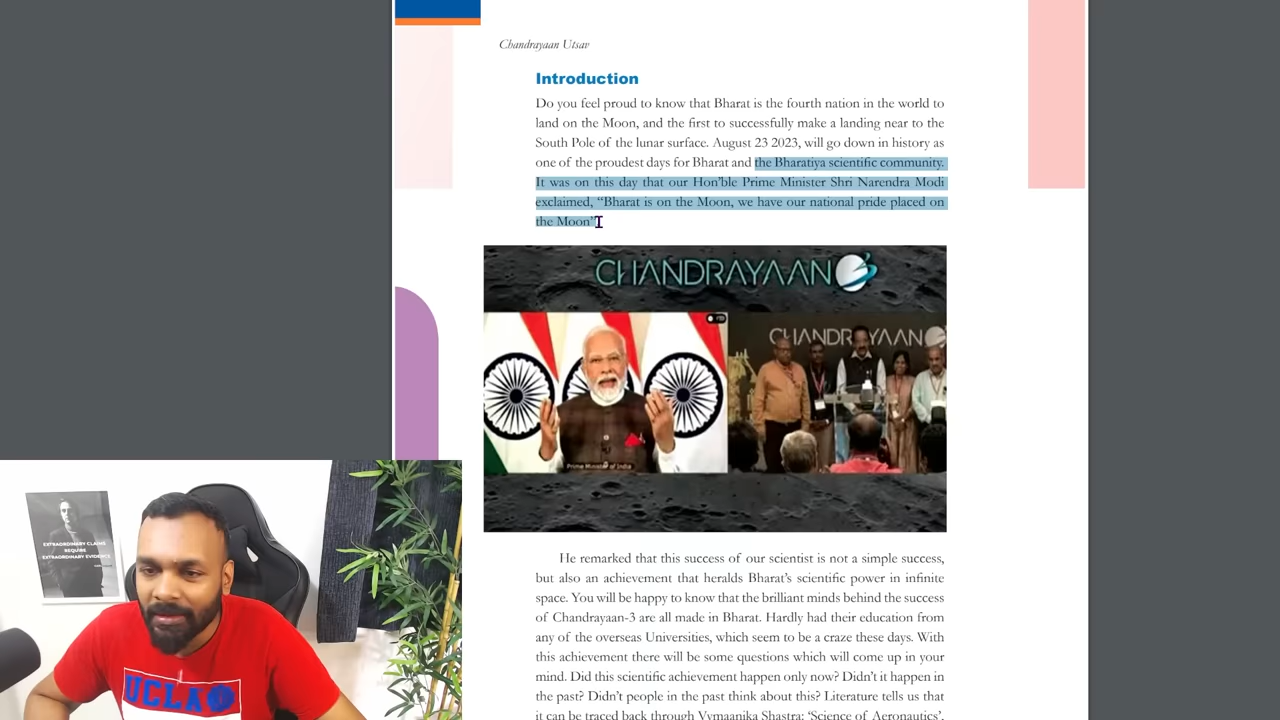 Chandrayaan Utsav
Introduction
Do you feel proud to know that Bharat is the fourth nation in the world to
land on the Moon, and the first to successfully make a landing near to the
South Pole of the lunar surface. August 23 2023, will go down in history as
one of the proudest days for Bharat and the Bharatiya scientific community.
It was on this day that our Hon'ble Prime Minister Shri Narendra Modi
exclaimed, “Bharat is on the Moon, we have our national pride placed on
the Moon”
CHANDRAYAAN
CHANDRAYAAN
Prime Minister of India
He remarked that this success of our scientist is not a simple success,
but also an achievement that heralds Bharat's scientific power in infinite
space. You will be happy to know that the brilliant minds behind the success
of Chandrayaan-3 are all made in Bharat. Hardly had their education from
any of the overseas Universities, which seem to be a craze these days. With
this achievement there will be some questions which will come up in your
mind. Did this scientific achievement happen only now? Didn't it happen in
the past? Didn't people in the past think about this? Literature tells us that
it can be traced back through Vymaanika Shastra: 'Science of Aeronautics',
EXTRAORDINARY CLAIMS
REQUIRE
EXTRAORDINARY EVIDENCE
UCLA